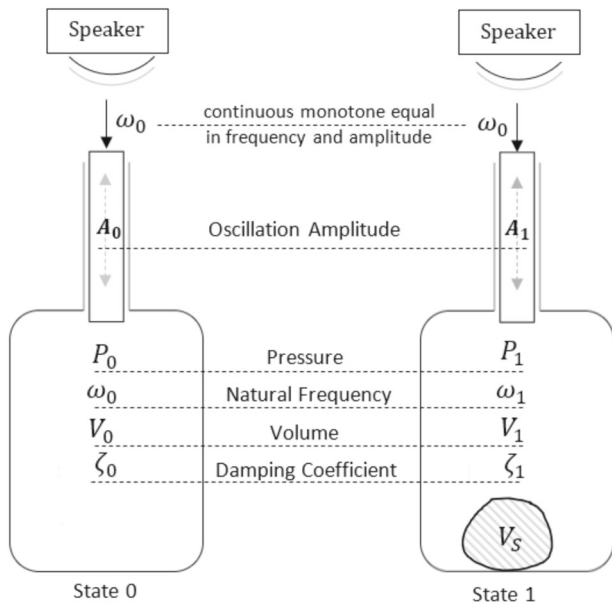 Speaker Speaker
ω₀ continuous monotone equal in frequency and amplitude ω₀
A₀ Oscillation Amplitude A₁
P₀ Pressure P₁
ω₀ Natural Frequency ω₁
V₀ Volume V₁
ζ₀ Damping Coefficient ζ₁
V_S
State 0 State 1